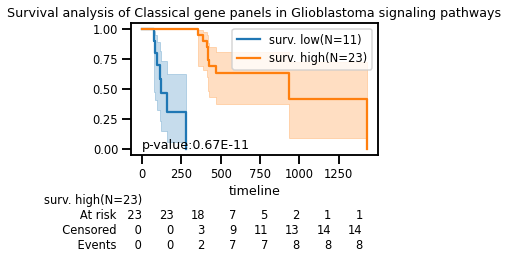 Survival analysis of Classical gene panels in Glioblastoma signaling pathways
1.00
0.75
0.50
0.25
0.00
surv. low(N=11)
surv. high(N=23)
p-value:0.67E-11
0 250 500 750 1000 1250
timeline
surv. high(N=23)
At risk 23 23 18 7 5 2 1 1
Censored 0 0 3 9 11 13 14 14
Events 0 0 2 7 7 8 8 8